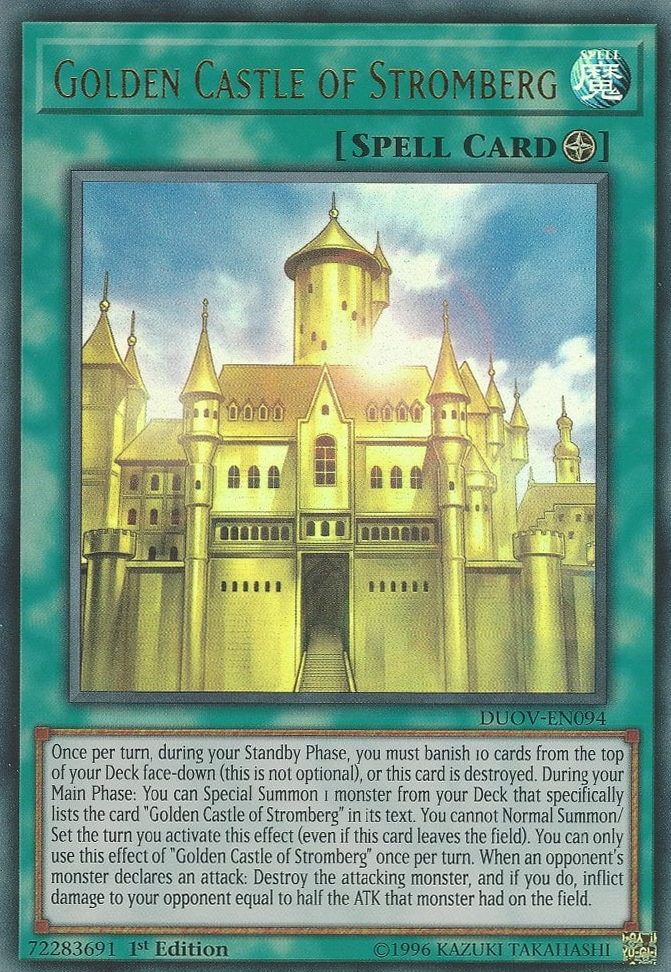 GOLDEN CASTLE OF STROMBERG
SPELL
魔
[SPELL CARD]
DUOV-EN094
Once per turn, during your Standby Phase, you must banish 10 cards from the top
of your Deck face-down (this is not optional), or this card is destroyed. During your
Main Phase: You can Special Summon 1 monster from your Deck that specifically
lists the card "Golden Castle of Stromberg" in its text. You cannot Normal Summon/
Set the turn you activate this effect (even if this card leaves the field). You can only
use this effect of "Golden Castle of Stromberg" once per turn. When an opponent's
monster declares an attack: Destroy the attacking monster, and if you do, inflict
damage to your opponent equal to half the ATK that monster had on the field.
72283691 1st Edition ©1996 KAZUKI TAKAHASHI